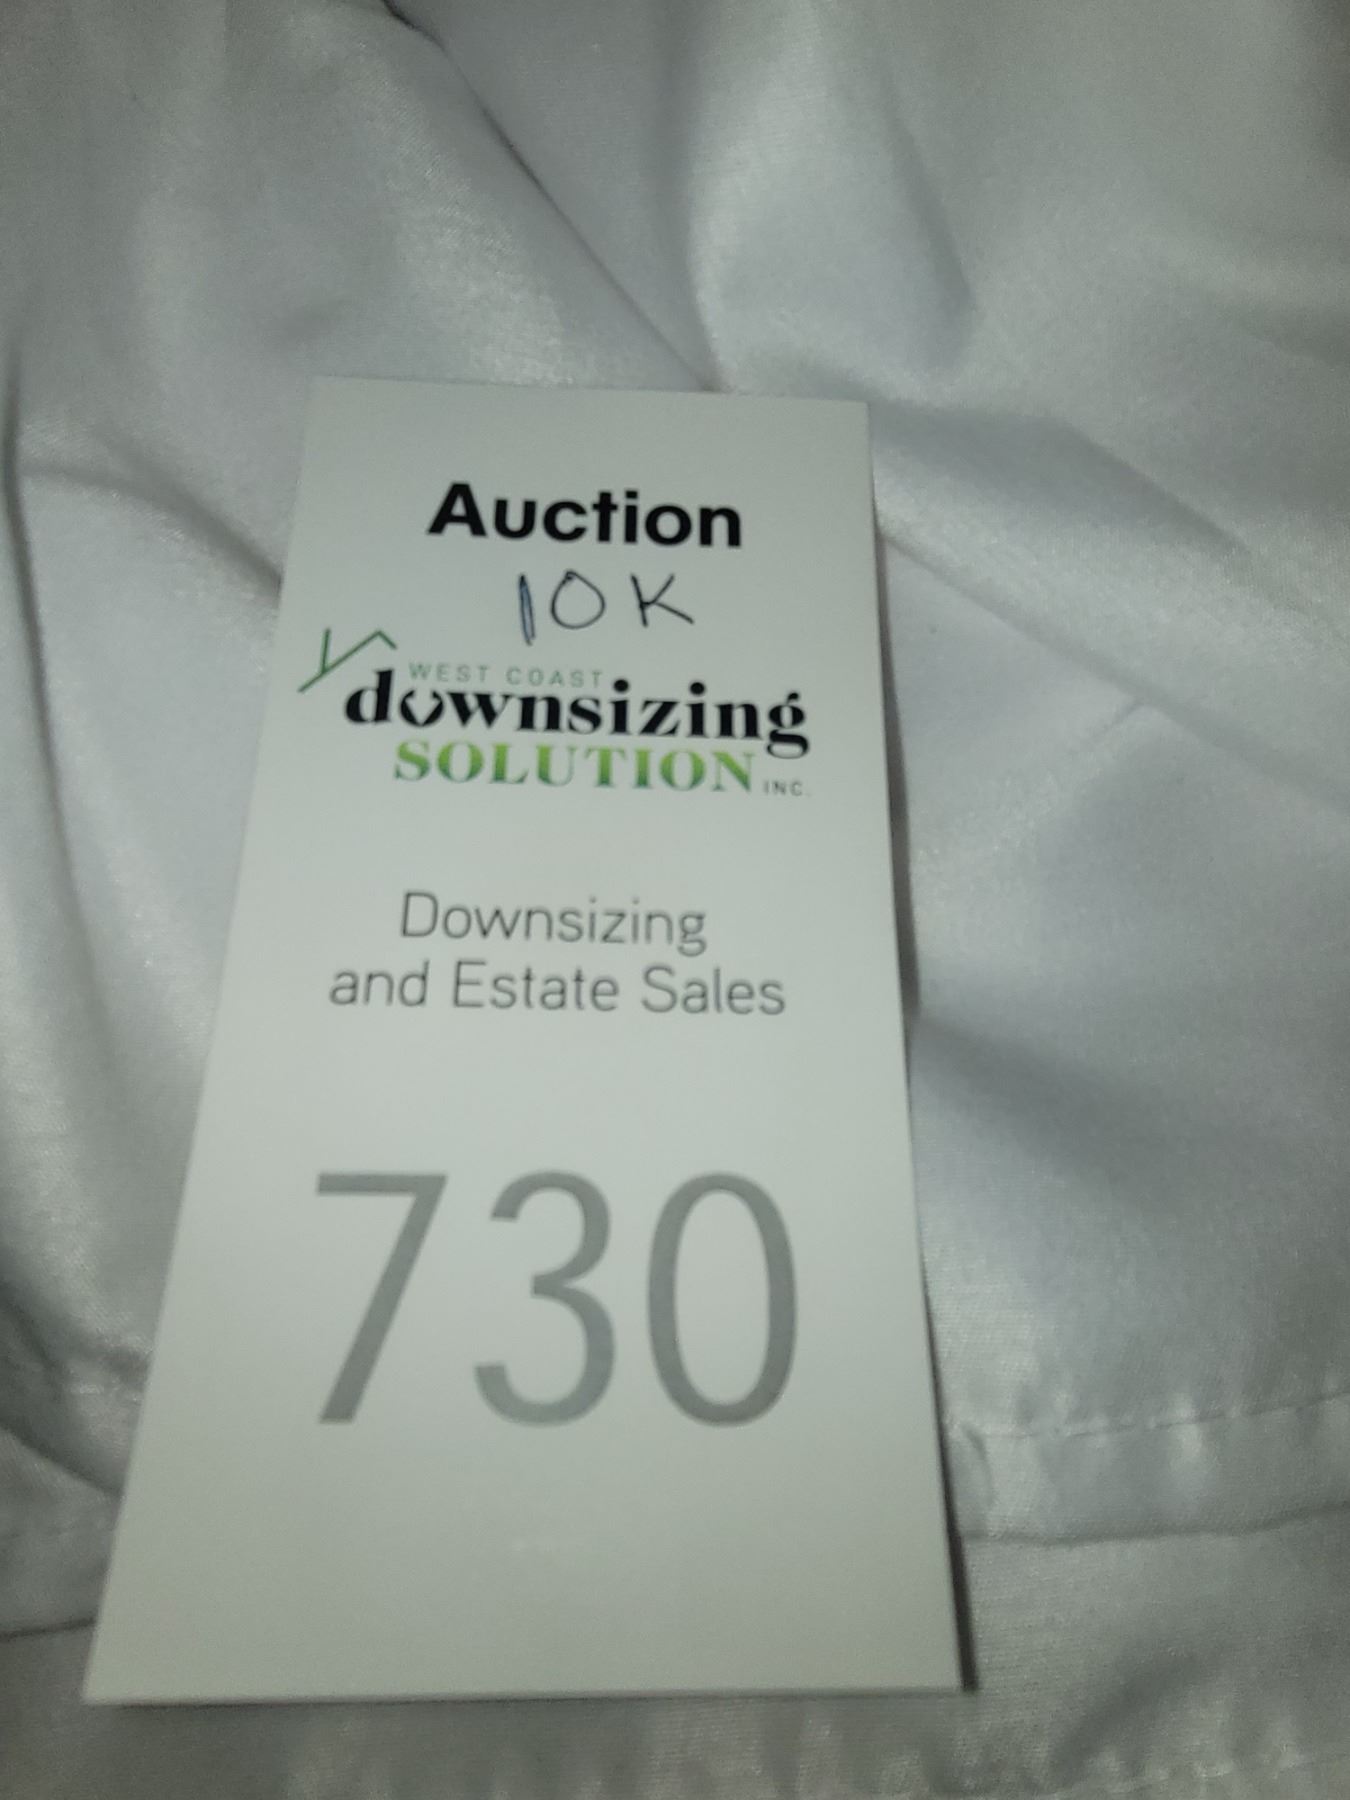 Auction
10K
WEST COAST
downsizing
SOLUTION INC.
Downsizing
and Estate Sales
730